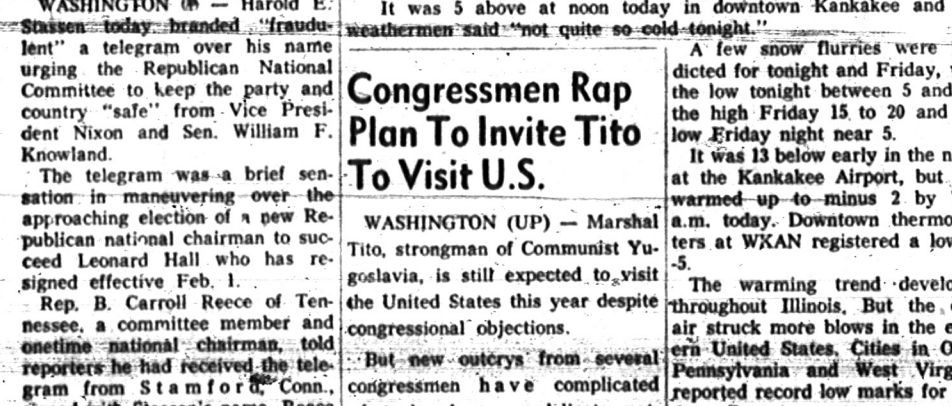 WASHINGTON (P) — Harold E.
Stassen today branded "fraudu-
lent" a telegram over his name
urging the Republican National
Committee to keep the party and
country "safe" from Vice Presi-
dent Nixon and Sen. William F.
Knowland.
The telegram was a brief sen-
sation in maneuvering over the
approaching election of a new Re-
publican national chairman to suc-
ceed Leonard Hall who has re-
signed effective Feb. 1.
Rep. B. Carroll Reece of Ten-
nessee, a committee member and
onetime national chairman, told
reporters he had received the tele-
gram from Stamford, Conn.,
It was 5 above at noon today in downtown Kankakee and
weathermen said "not quite so cold tonight."
Congressmen Rap
Plan To Invite Tito
To Visit U.S.
WASHINGTON (UP) — Marshal
Tito, strongman of Communist Yu-
goslavia, is still expected to visit
the United States this year despite
congressional objections.
But new outcrys from several
congressmen have complicated
A few snow flurries were
dicted for tonight and Friday,
the low tonight between 5 and
the high Friday 15 to 20 and
low Friday night near 5.
It was 13 below early in the
at the Kankakee Airport, but
warmed up to minus 2 by
a.m. today. Downtown thermo
ters at WKAN registered a low
-5.
The warming trend develo
throughout Illinois. But the
air struck more blows in the e
ern United States. Cities in O
Pennsylvania and West Virg
reported record low marks for